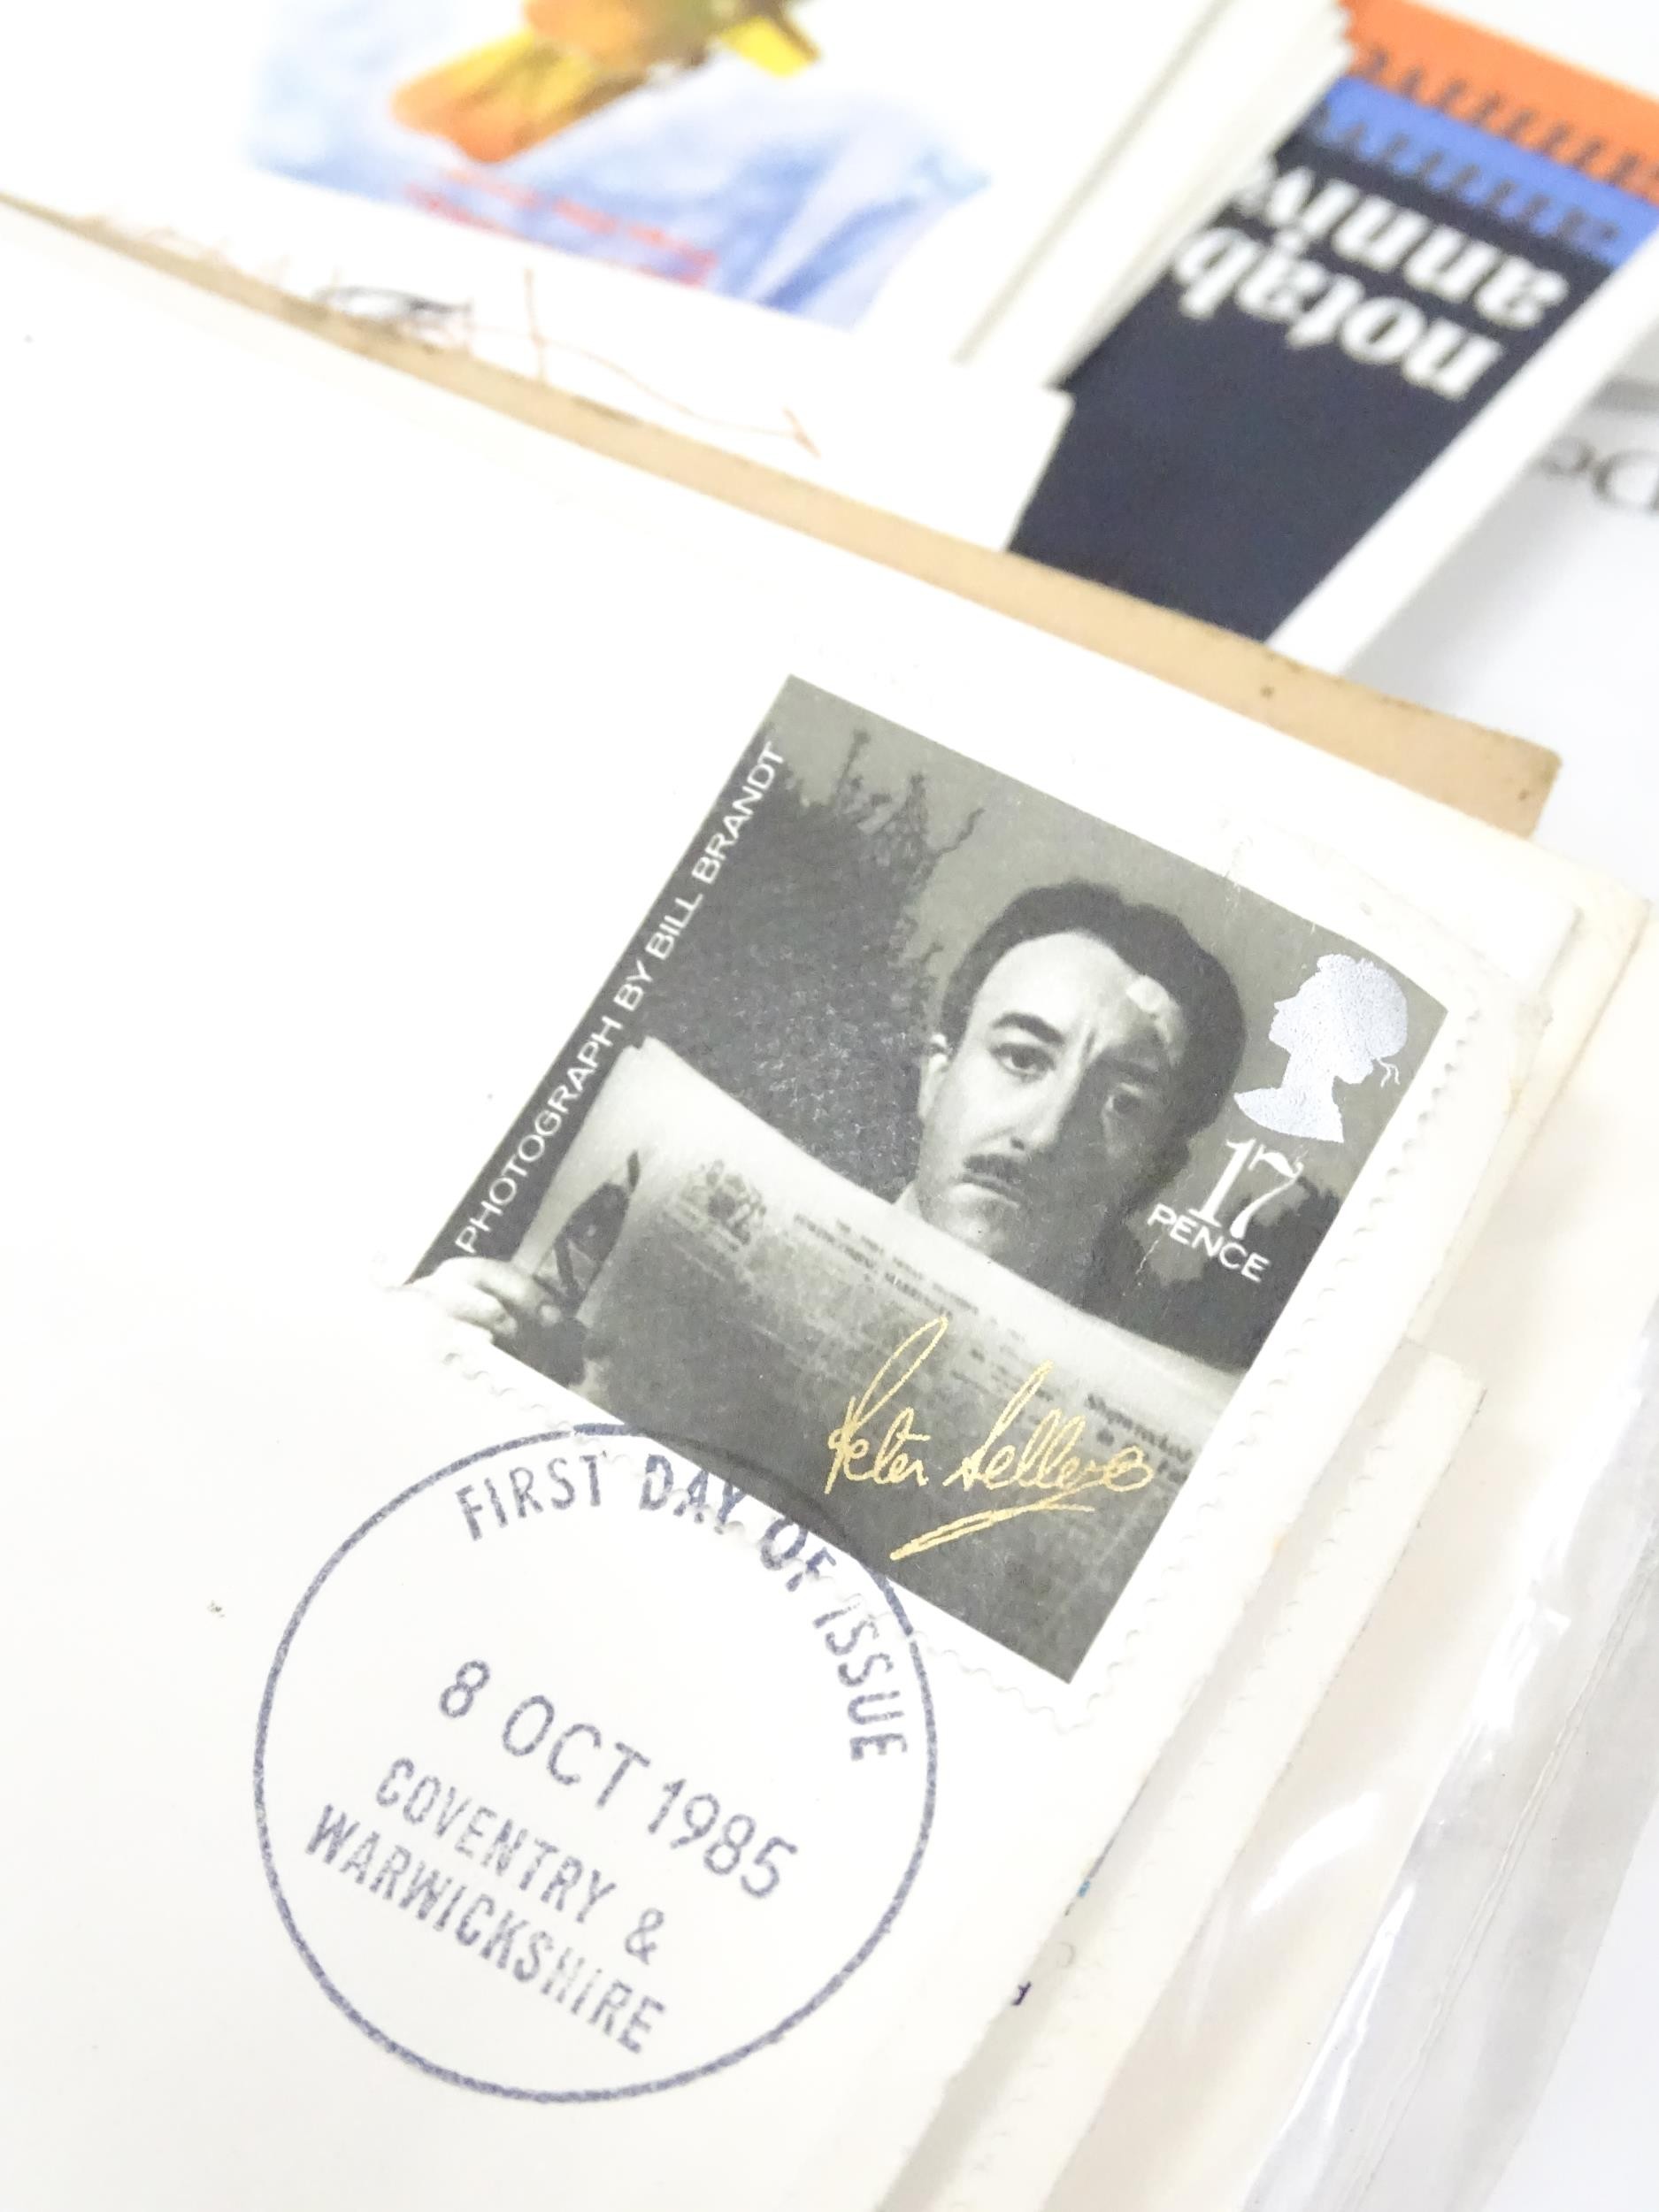 notab
anniv
De
PHOTOGRAPH BY BILL BRANDT
17
PENCE
Peter Sellers
FIRST DAY OF ISSUE
8 OCT 1985
COVENTRY &
WARWICKSHIRE